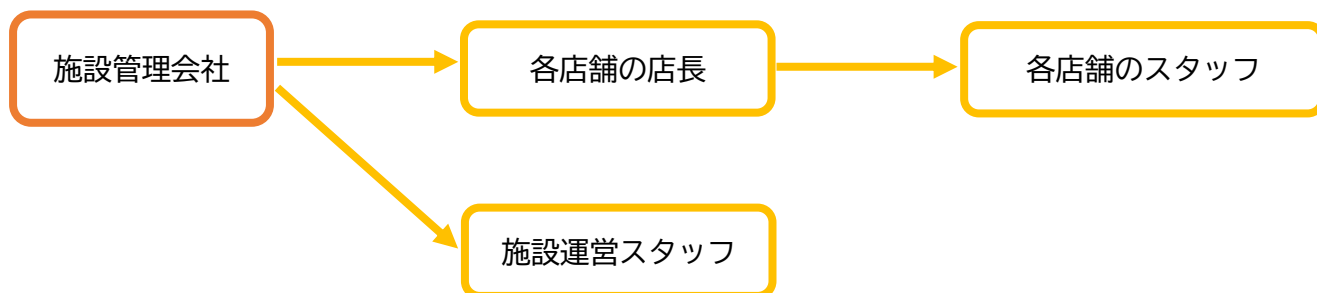 施設管理会社
各店舗の店長
各店舗のスタッフ
施設運営スタッフ